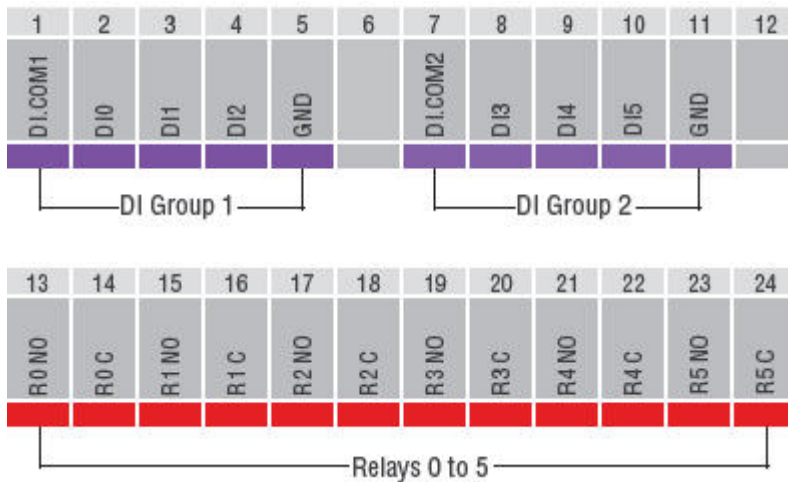 1 2 3 4 5 6 7 8 9 10 11 12
DI.COM1 DI0 DI1 DI2 GND DI.COM2 DI3 DI4 DI5 GND
DI Group 1 DI Group 2
13 14 15 16 17 18 19 20 21 22 23 24
R0 NO R0 C R1 NO R1 C R2 NO R2 C R3 NO R3 C R4 NO R4 C R5 NO R5 C
Relays 0 to 5